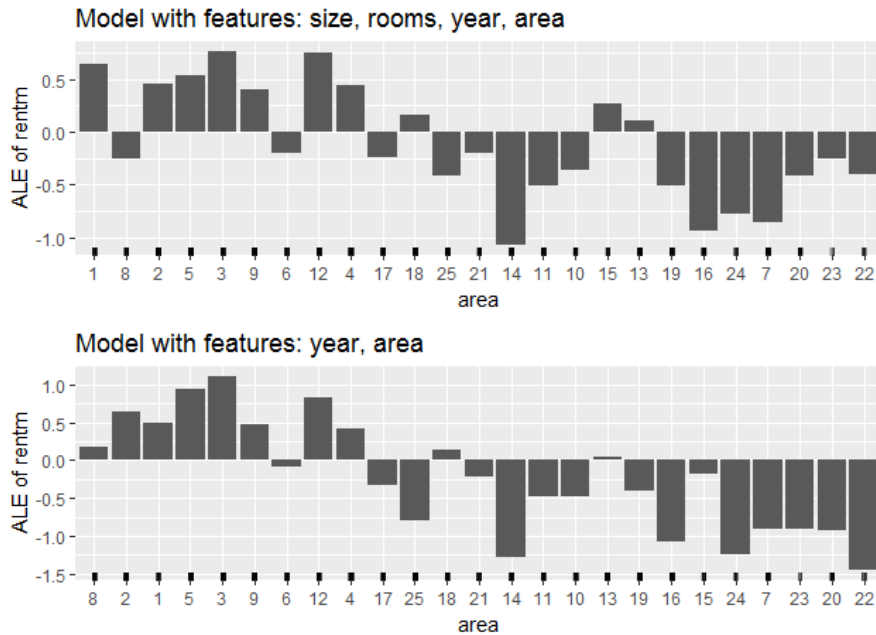 Model with features: size, rooms, year, area
ALE of rentm
0.5
0.0
-0.5
-1.0
1 8 2 5 3 9 6 12 4 17 18 25 21 14 11 10 15 13 19 16 24 7 20 23 22
area
Model with features: year, area
ALE of rentm
1.0
0.5
0.0
-0.5
-1.0
-1.5
8 2 1 5 3 9 6 12 4 17 25 18 21 14 11 10 13 19 16 15 24 7 23 20 22
area